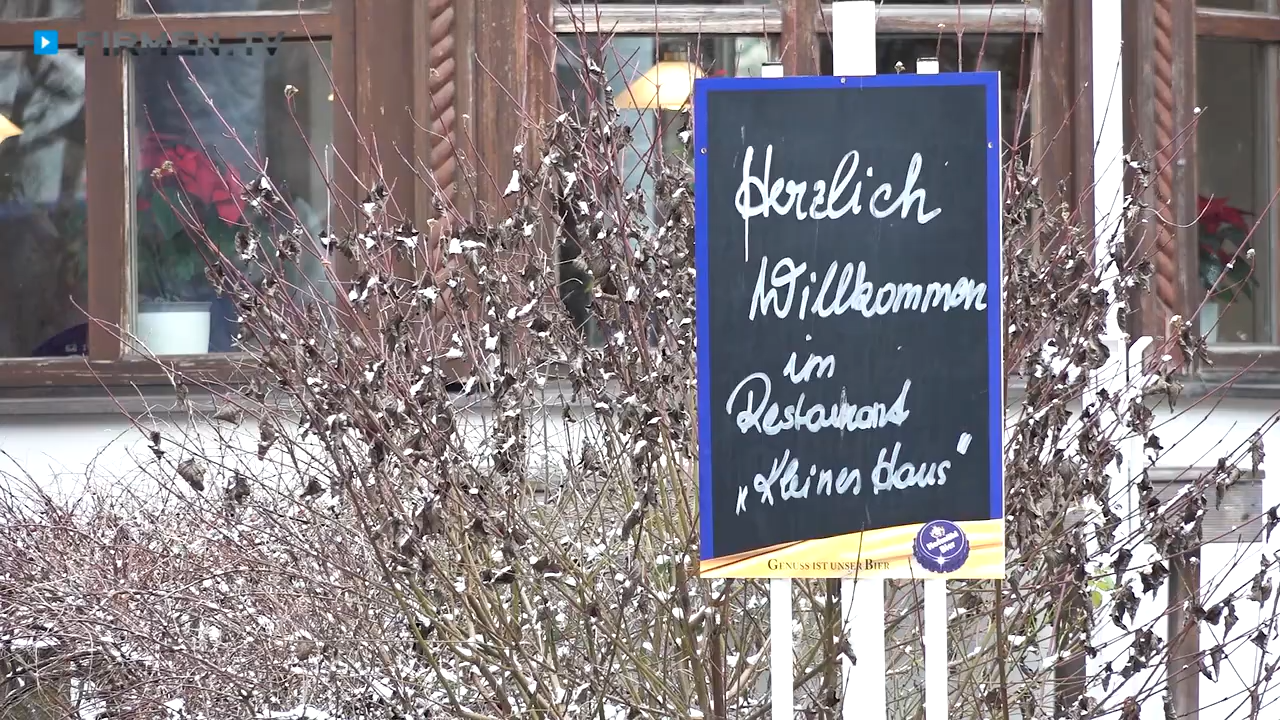 FIRMEN.TV
Herzlich
Willkommen
im
Restaurant
„Kleines Haus"
GENUSS IST UNSER BIER